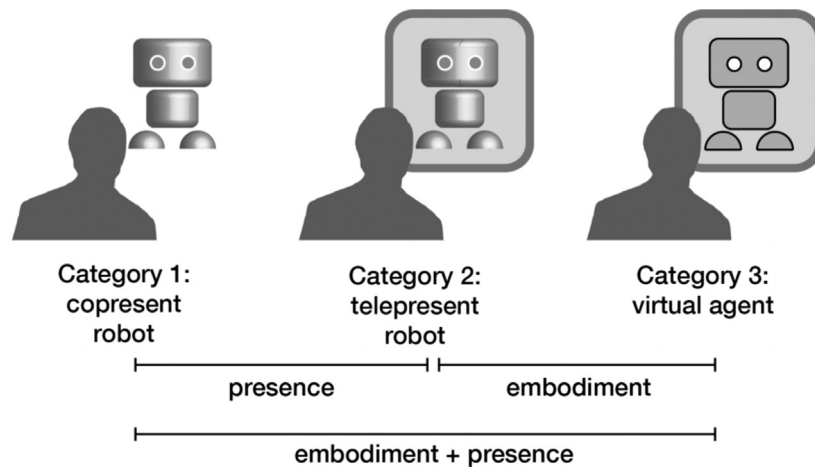 Category 1:
copresent
robot
Category 2:
telepresent
robot
Category 3:
virtual agent
presence
embodiment
embodiment + presence